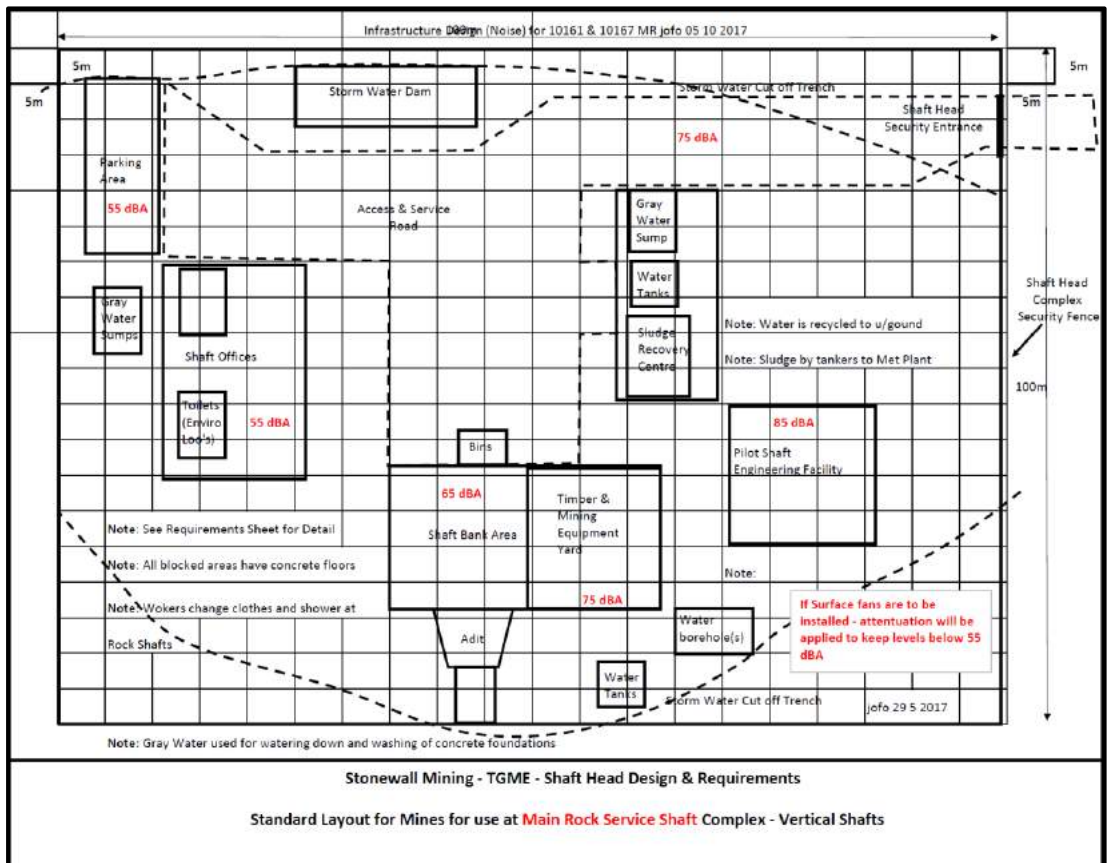 Infrastructure Design (Noise) for 10161 & 10167 MR jofo 05 10 2017
100m
5m
5m
5m
5m
Storm Water Dam
Storm Water Cut off Trench
Shaft Head
Security Entrance
75 dBA
Parking
Area
55 dBA
Access & Service
Road
Gray
Water
Sump
Water
Tanks
Shaft Head
Complex
Security Fence
Gray
Water
Sumps
Shaft Offices
Sludge
Recovery
Centre
Note: Water is recycled to u/gound
Note: Sludge by tankers to Met Plant
100m
Toilets
(Enviro
Loo's)
55 dBA
85 dBA
Pilot Shaft
Engineering Facility
Bins
65 dBA
Shaft Bank Area
Timber &
Mining
Equipment
Yard
75 dBA
Note: See Requirements Sheet for Detail
Note: All blocked areas have concrete floors
Note: Wokers change clothes and shower at
Rock Shafts
Note:
If Surface fans are to be
installed - attentuation will be
applied to keep levels below 55
dBA
Adit
Water
borehole(s)
Water
Tanks
Storm Water Cut off Trench
jofo 29 5 2017
Note: Gray Water used for watering down and washing of concrete foundations
Stonewall Mining - TGME - Shaft Head Design & Requirements
Standard Layout for Mines for use at Main Rock Service Shaft Complex - Vertical Shafts